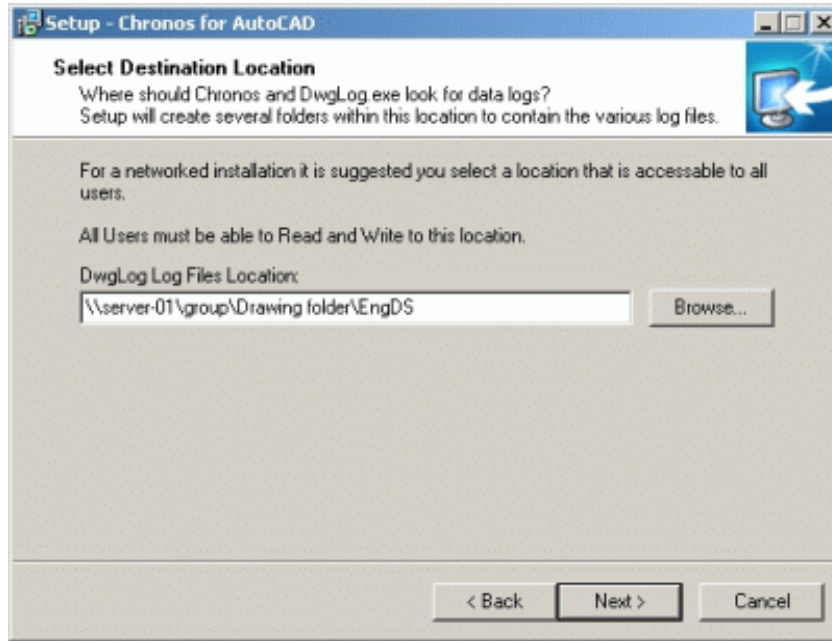 Setup - Chronos for AutoCAD
Select Destination Location
Where should Chronos and DwgLog.exe look for data logs?
Setup will create several folders within this location to contain the various log files.
For a networked installation it is suggested you select a location that is accessable to all
users.
All Users must be able to Read and Write to this location.
DwgLog Log Files Location:
\\server-01\group\Drawing folder\EngDS
Browse...
< Back
Next >
Cancel